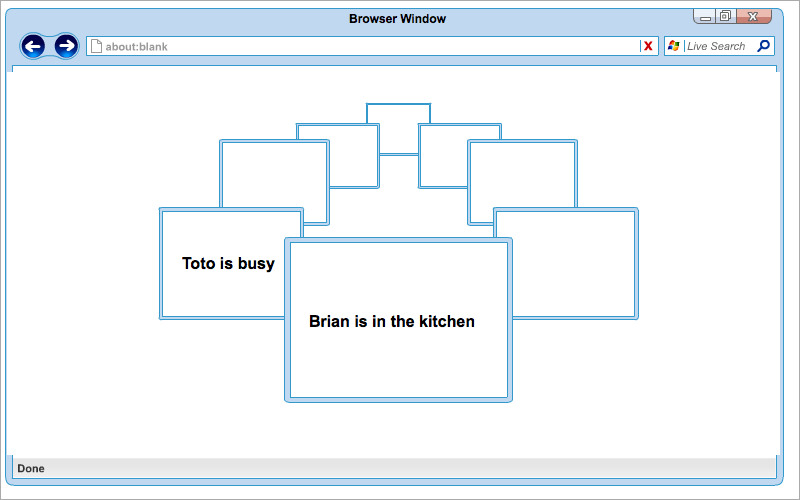 Browser Window
about:blank
X
Live Search
X
Toto is busy
Brian is in the kitchen
Done